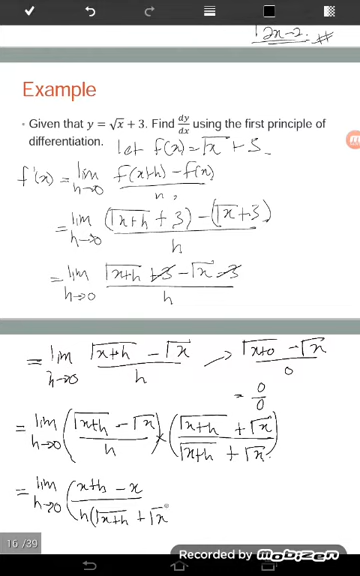 √2x-2 #
Example
• Given that y = √x + 3. Find dy/dx using the first principle of
differentiation.
let f(x) = √x + 3
f'(x) = lim h→0 (f(x+h) - f(x))/h
= lim h→0 ((√x+h + 3) - (√x + 3))/h
= lim h→0 (√x+h + 3 - √x - 3)/h
= lim h→0 (√x+h - √x)/h → (√x+0 - √x)/0
= 0/0
= lim h→0 ((√x+h - √x)/h) × ((√x+h + √x)/(√x+h + √x))
= lim h→0 (x+h - x)/(h(√x+h + √x
16/39
Recorded by Mobizen